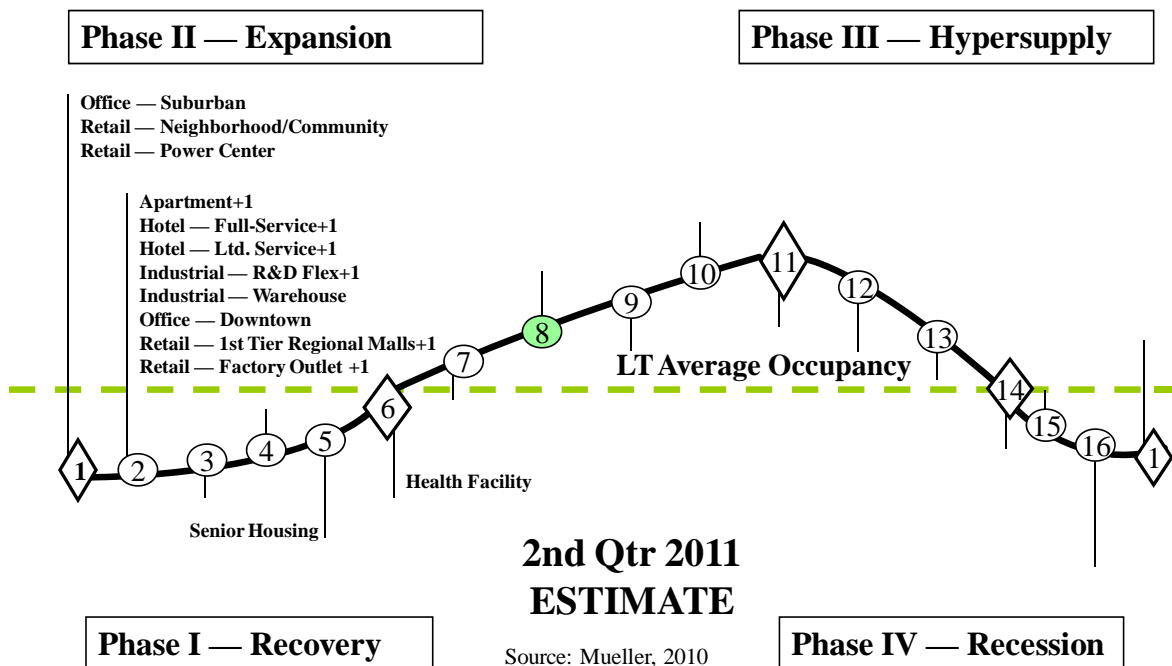 Phase II — Expansion
Phase III — Hypersupply
Office — Suburban
Retail — Neighborhood/Community
Retail — Power Center
Apartment+1
Hotel — Full-Service+1
Hotel — Ltd. Service+1
Industrial — R&D Flex+1
Industrial — Warehouse
Office — Downtown
Retail — 1st Tier Regional Malls+1
Retail — Factory Outlet +1
1
2
3
4
5
6
7
8
9
10
11
12
13
14
15
16
1
LT Average Occupancy
Health Facility
Senior Housing
2nd Qtr 2011
ESTIMATE
Phase I — Recovery
Source: Mueller, 2010
Phase IV — Recession